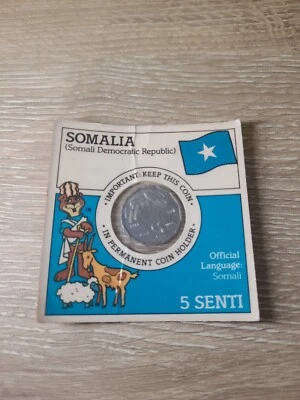 SOMALIA
(Somali Democratic Republic)
· IMPORTANT: KEEP THIS COIN ·
IN PERMANENT COIN HOLDER
Official
Language:
Somali
5 SENTI